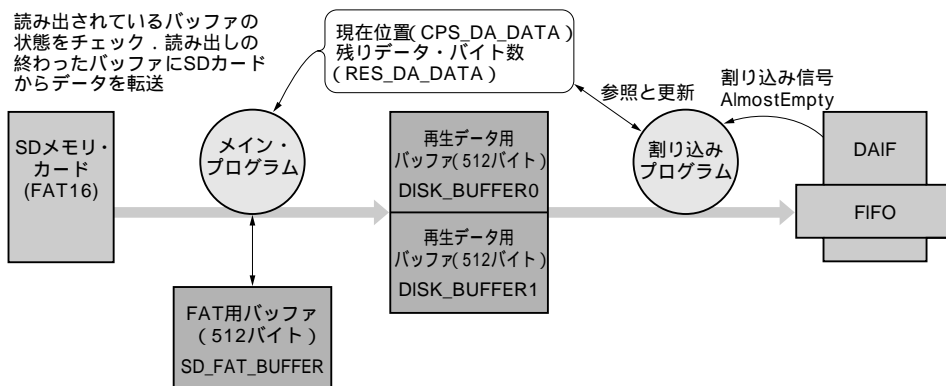 読み出されているバッファの
状態をチェック．読み出しの
終わったバッファにSDカード
からデータを転送
現在位置(CPS_DA_DATA)
残りデータ・バイト数
(RES_DA_DATA)
参照と更新
割り込み信号
AlmostEmpty
SDメモリ・
カード
(FAT16)
メイン・
プログラム
再生データ用
バッファ(512バイト)
DISK_BUFFER0
再生データ用
バッファ(512バイト)
DISK_BUFFER1
割り込み
プログラム
DAIF
FIFO
FAT用バッファ
(512バイト)
SD_FAT_BUFFER